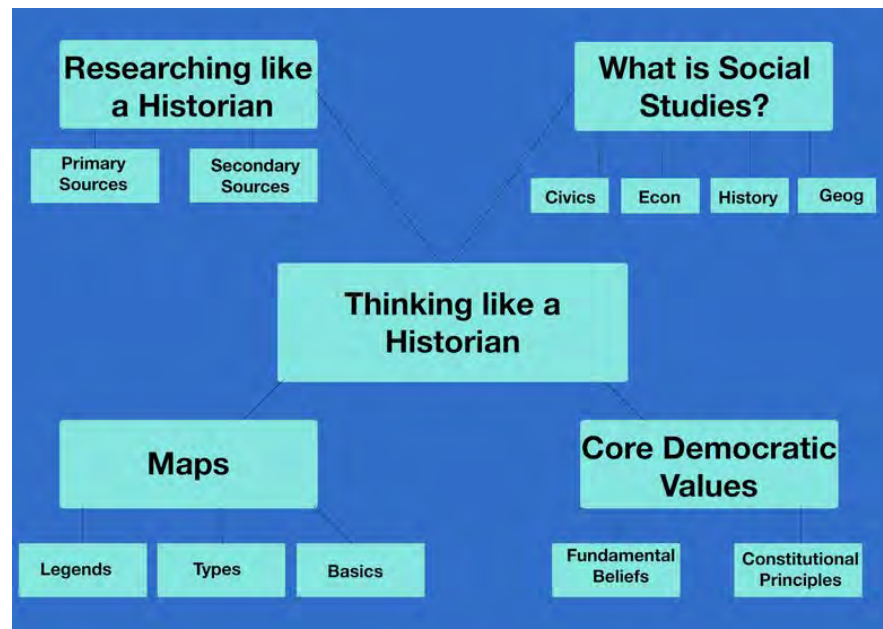 Researching like
a Historian
Primary
Sources
Secondary
Sources
What is Social
Studies?
Civics
Econ
History
Geog
Thinking like a
Historian
Maps
Legends
Types
Basics
Core Democratic
Values
Fundamental
Beliefs
Constitutional
Principles